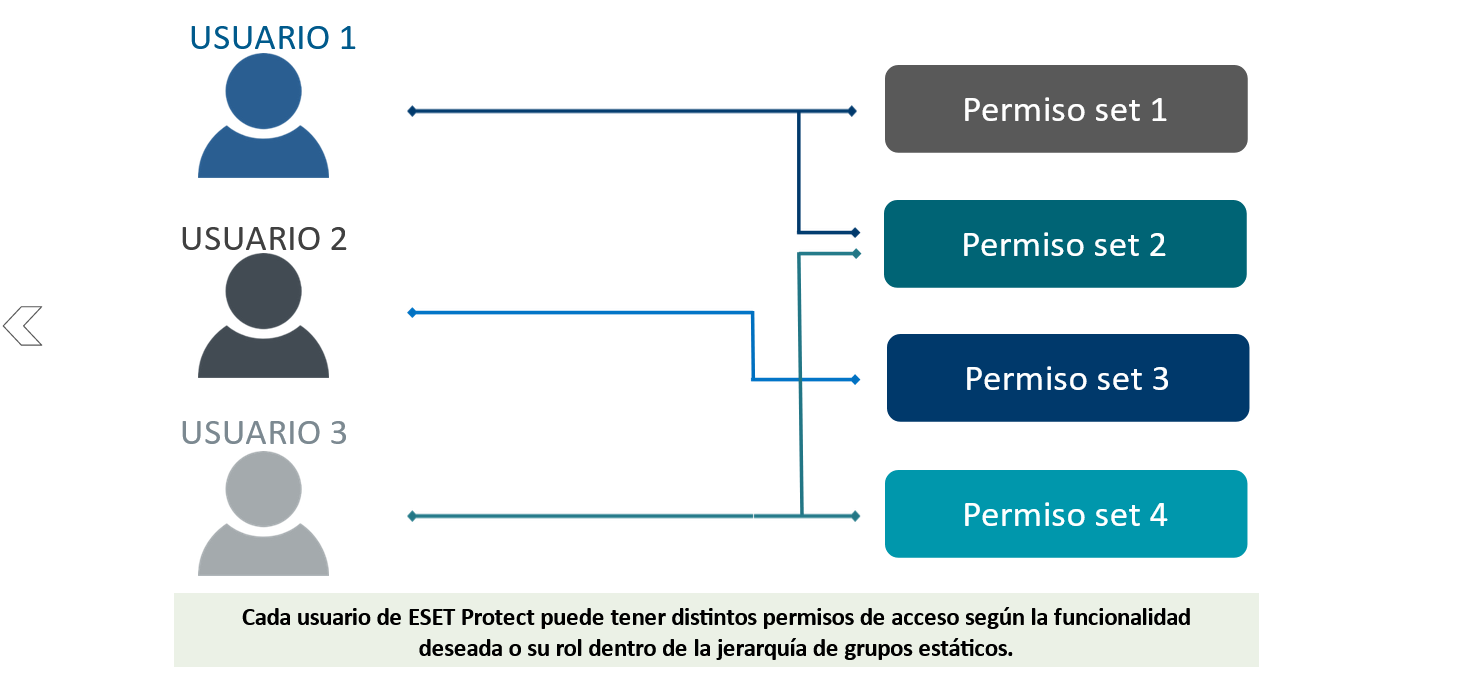 USUARIO 1
Permiso set 1
Permiso set 2
USUARIO 2
Permiso set 3
USUARIO 3
Permiso set 4
Cada usuario de ESET Protect puede tener distintos permisos de acceso según la funcionalidad
deseada o su rol dentro de la jerarquía de grupos estáticos.